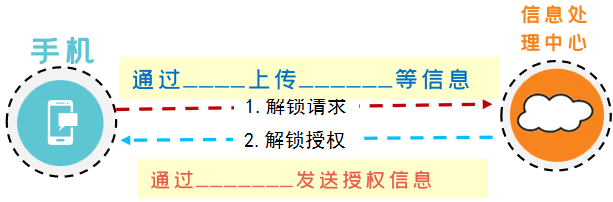 手机
信息处
理中心
通过____上传______等信息
1.解锁请求
2.解锁授权
通过_______发送授权信息